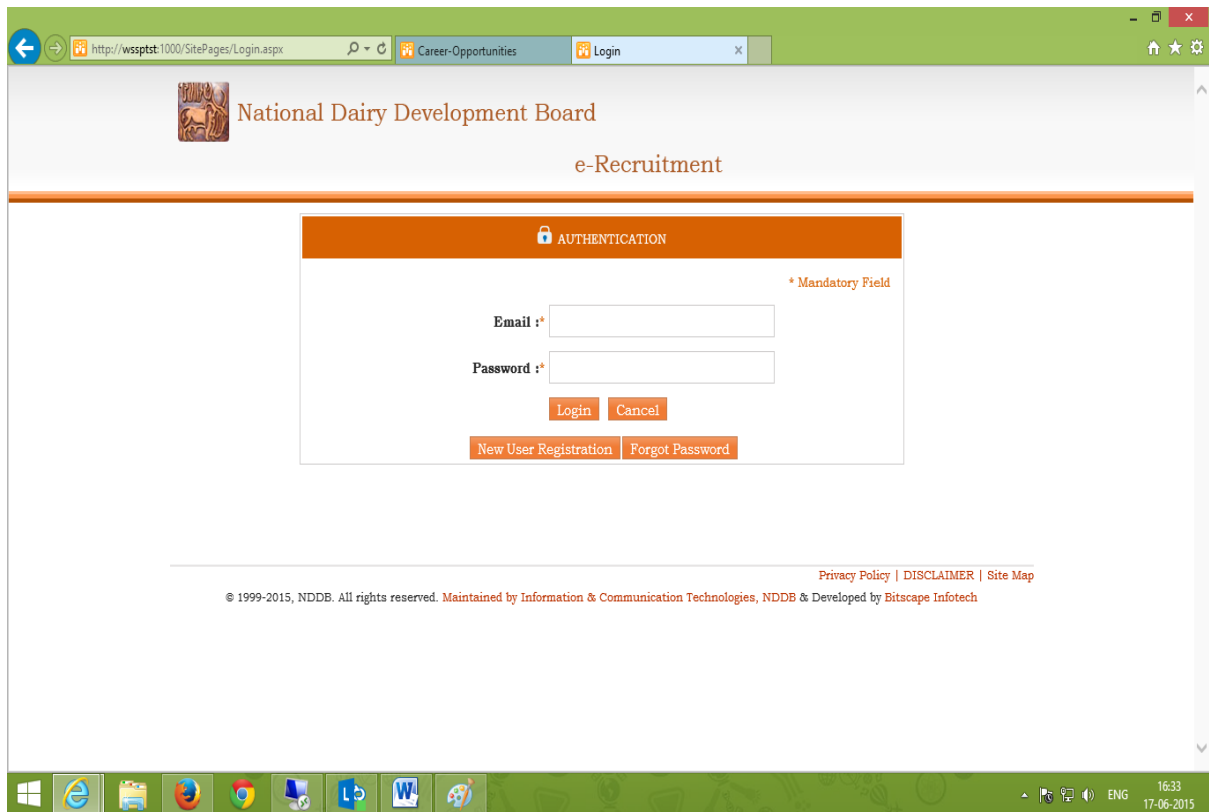 http://wssptst:1000/SitePages/Login.aspx
Career-Opportunities
Login
National Dairy Development Board
e-Recruitment
AUTHENTICATION
* Mandatory Field
Email :*
Password :*
Login Cancel
New User Registration Forgot Password
Privacy Policy | DISCLAIMER | Site Map
© 1999-2015, NDDB. All rights reserved. Maintained by Information & Communication Technologies, NDDB & Developed by Bitscape Infotech
ENG
16:33
17-06-2015